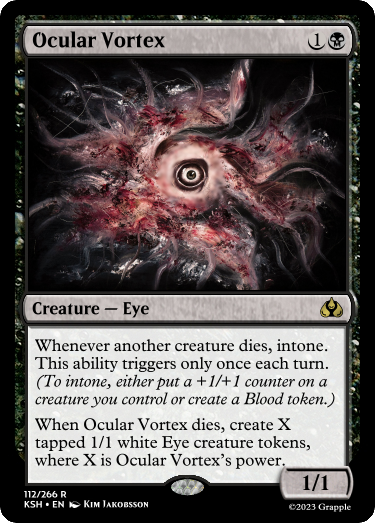 Ocular Vortex 1
Creature — Eye
Whenever another creature dies, intone.
This ability triggers only once each turn.
(To intone, either put a +1/+1 counter on a
creature you control or create a Blood token.)
When Ocular Vortex dies, create X
tapped 1/1 white Eye creature tokens,
where X is Ocular Vortex's power.
1/1
112/266 R
KSH • EN Kim Jakobsson
©2023 Grapple